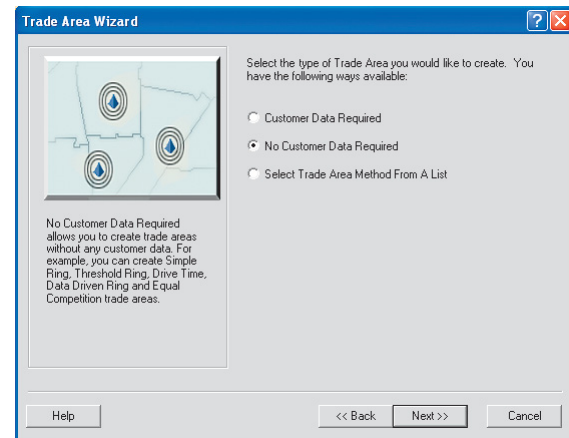 Trade Area Wizard
Select the type of Trade Area you would like to create. You
have the following ways available:
Customer Data Required
No Customer Data Required
Select Trade Area Method From A List
No Customer Data Required
allows you to create trade areas
without any customer data. For
example, you can create Simple
Ring, Threshold Ring, Drive Time,
Data Driven Ring and Equal
Competition trade areas.
Help
<< Back
Next >>
Cancel